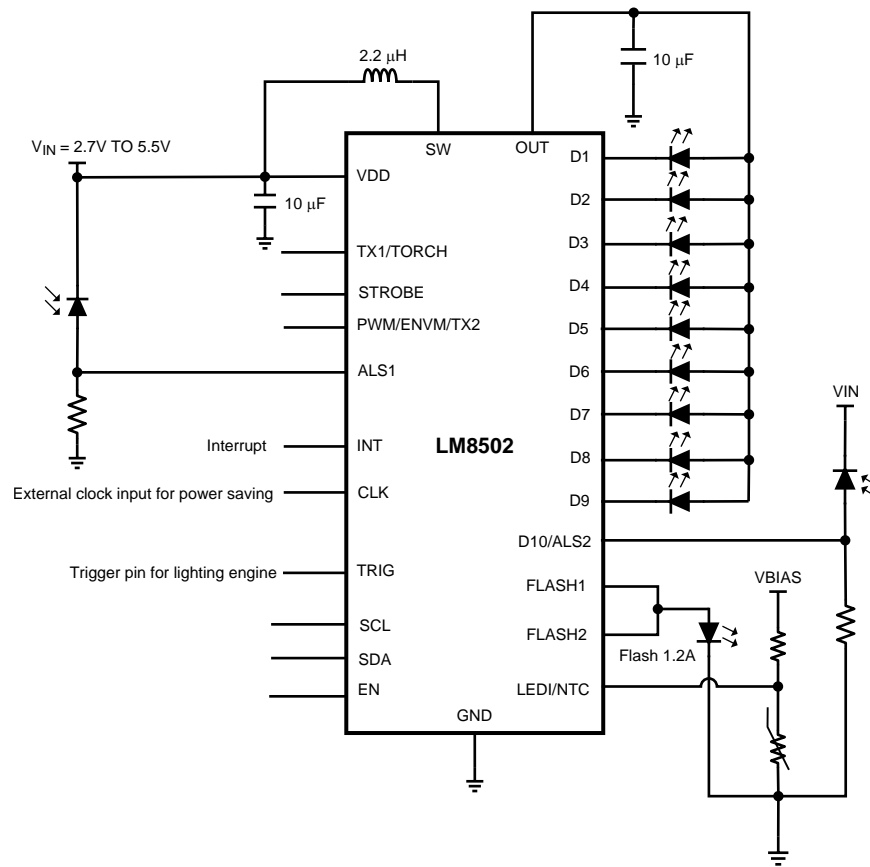 2.2 μH
10 μF
V_IN = 2.7V TO 5.5V
SW
OUT
VDD
10 μF
TX1/TORCH
STROBE
PWM/ENVM/TX2
ALS1
Interrupt
INT
External clock input for power saving
CLK
Trigger pin for lighting engine
TRIG
SCL
SDA
EN
LM8502
GND
D1
D2
D3
D4
D5
D6
D7
D8
D9
D10/ALS2
FLASH1
FLASH2
LEDI/NTC
Flash 1.2A
VBIAS
VIN